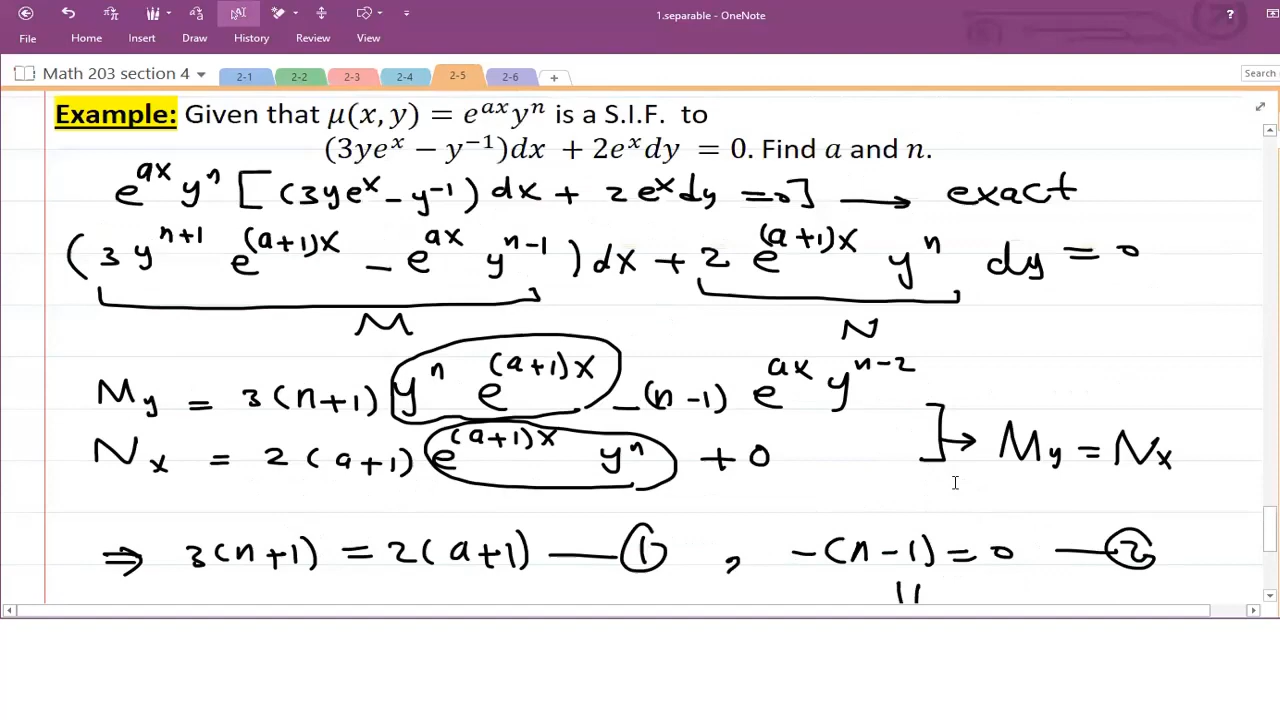 1.separable - OneNote
?
File Home Insert Draw History Review View
Math 203 section 4 2-1 2-2 2-3 2-4 2-5 2-6 + Search
Example: Given that μ(x, y) = e^{ax}y^n is a S.I.F. to
(3ye^x − y^{−1})dx + 2e^x dy = 0. Find a and n.
e^{ax} y^n [(3ye^x − y^{−1}) dx + 2e^x dy = 0] → exact
(3y^{n+1} e^{(a+1)x} − e^{ax} y^{n−1}) dx + 2 e^{(a+1)x} y^n dy = 0
M N
M_y = 3(n+1) y^n e^{(a+1)x} − (n−1) e^{ax} y^{n−2}
N_x = 2(a+1) e^{(a+1)x} y^n + 0 ] → M_y = N_x
⇒ 3(n+1) = 2(a+1) — ① , −(n−1) = 0 — ②